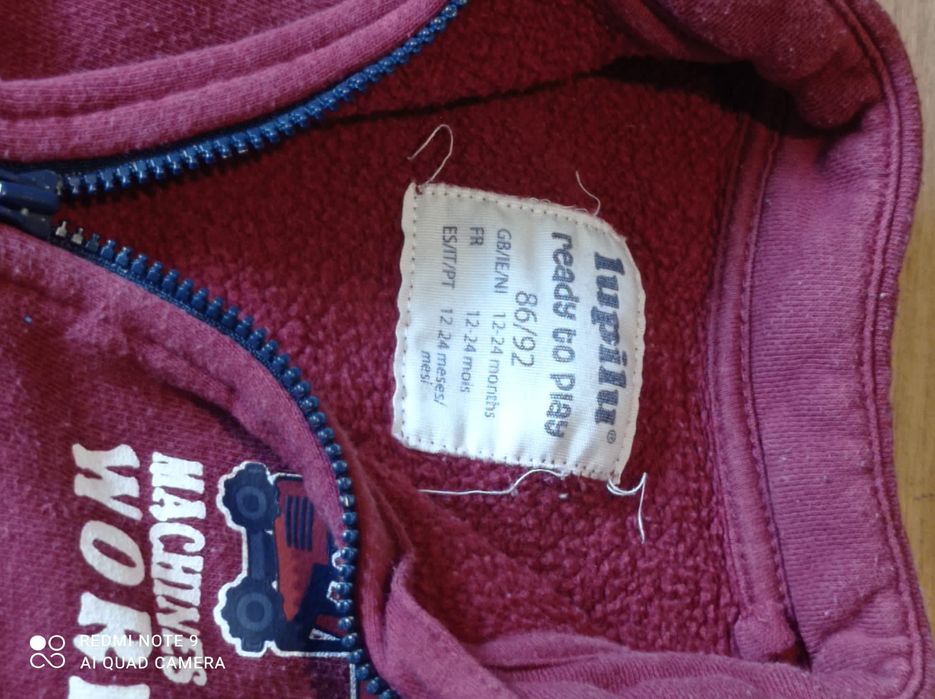 lupilu®
ready to play
86/92
GB/IE/NI 12-24 months
FR 12-24 mois
ES/IT/PT 12 24 meses/
mesi
MACHINES
WORK
REDMI NOTE 9
AI QUAD CAMERA